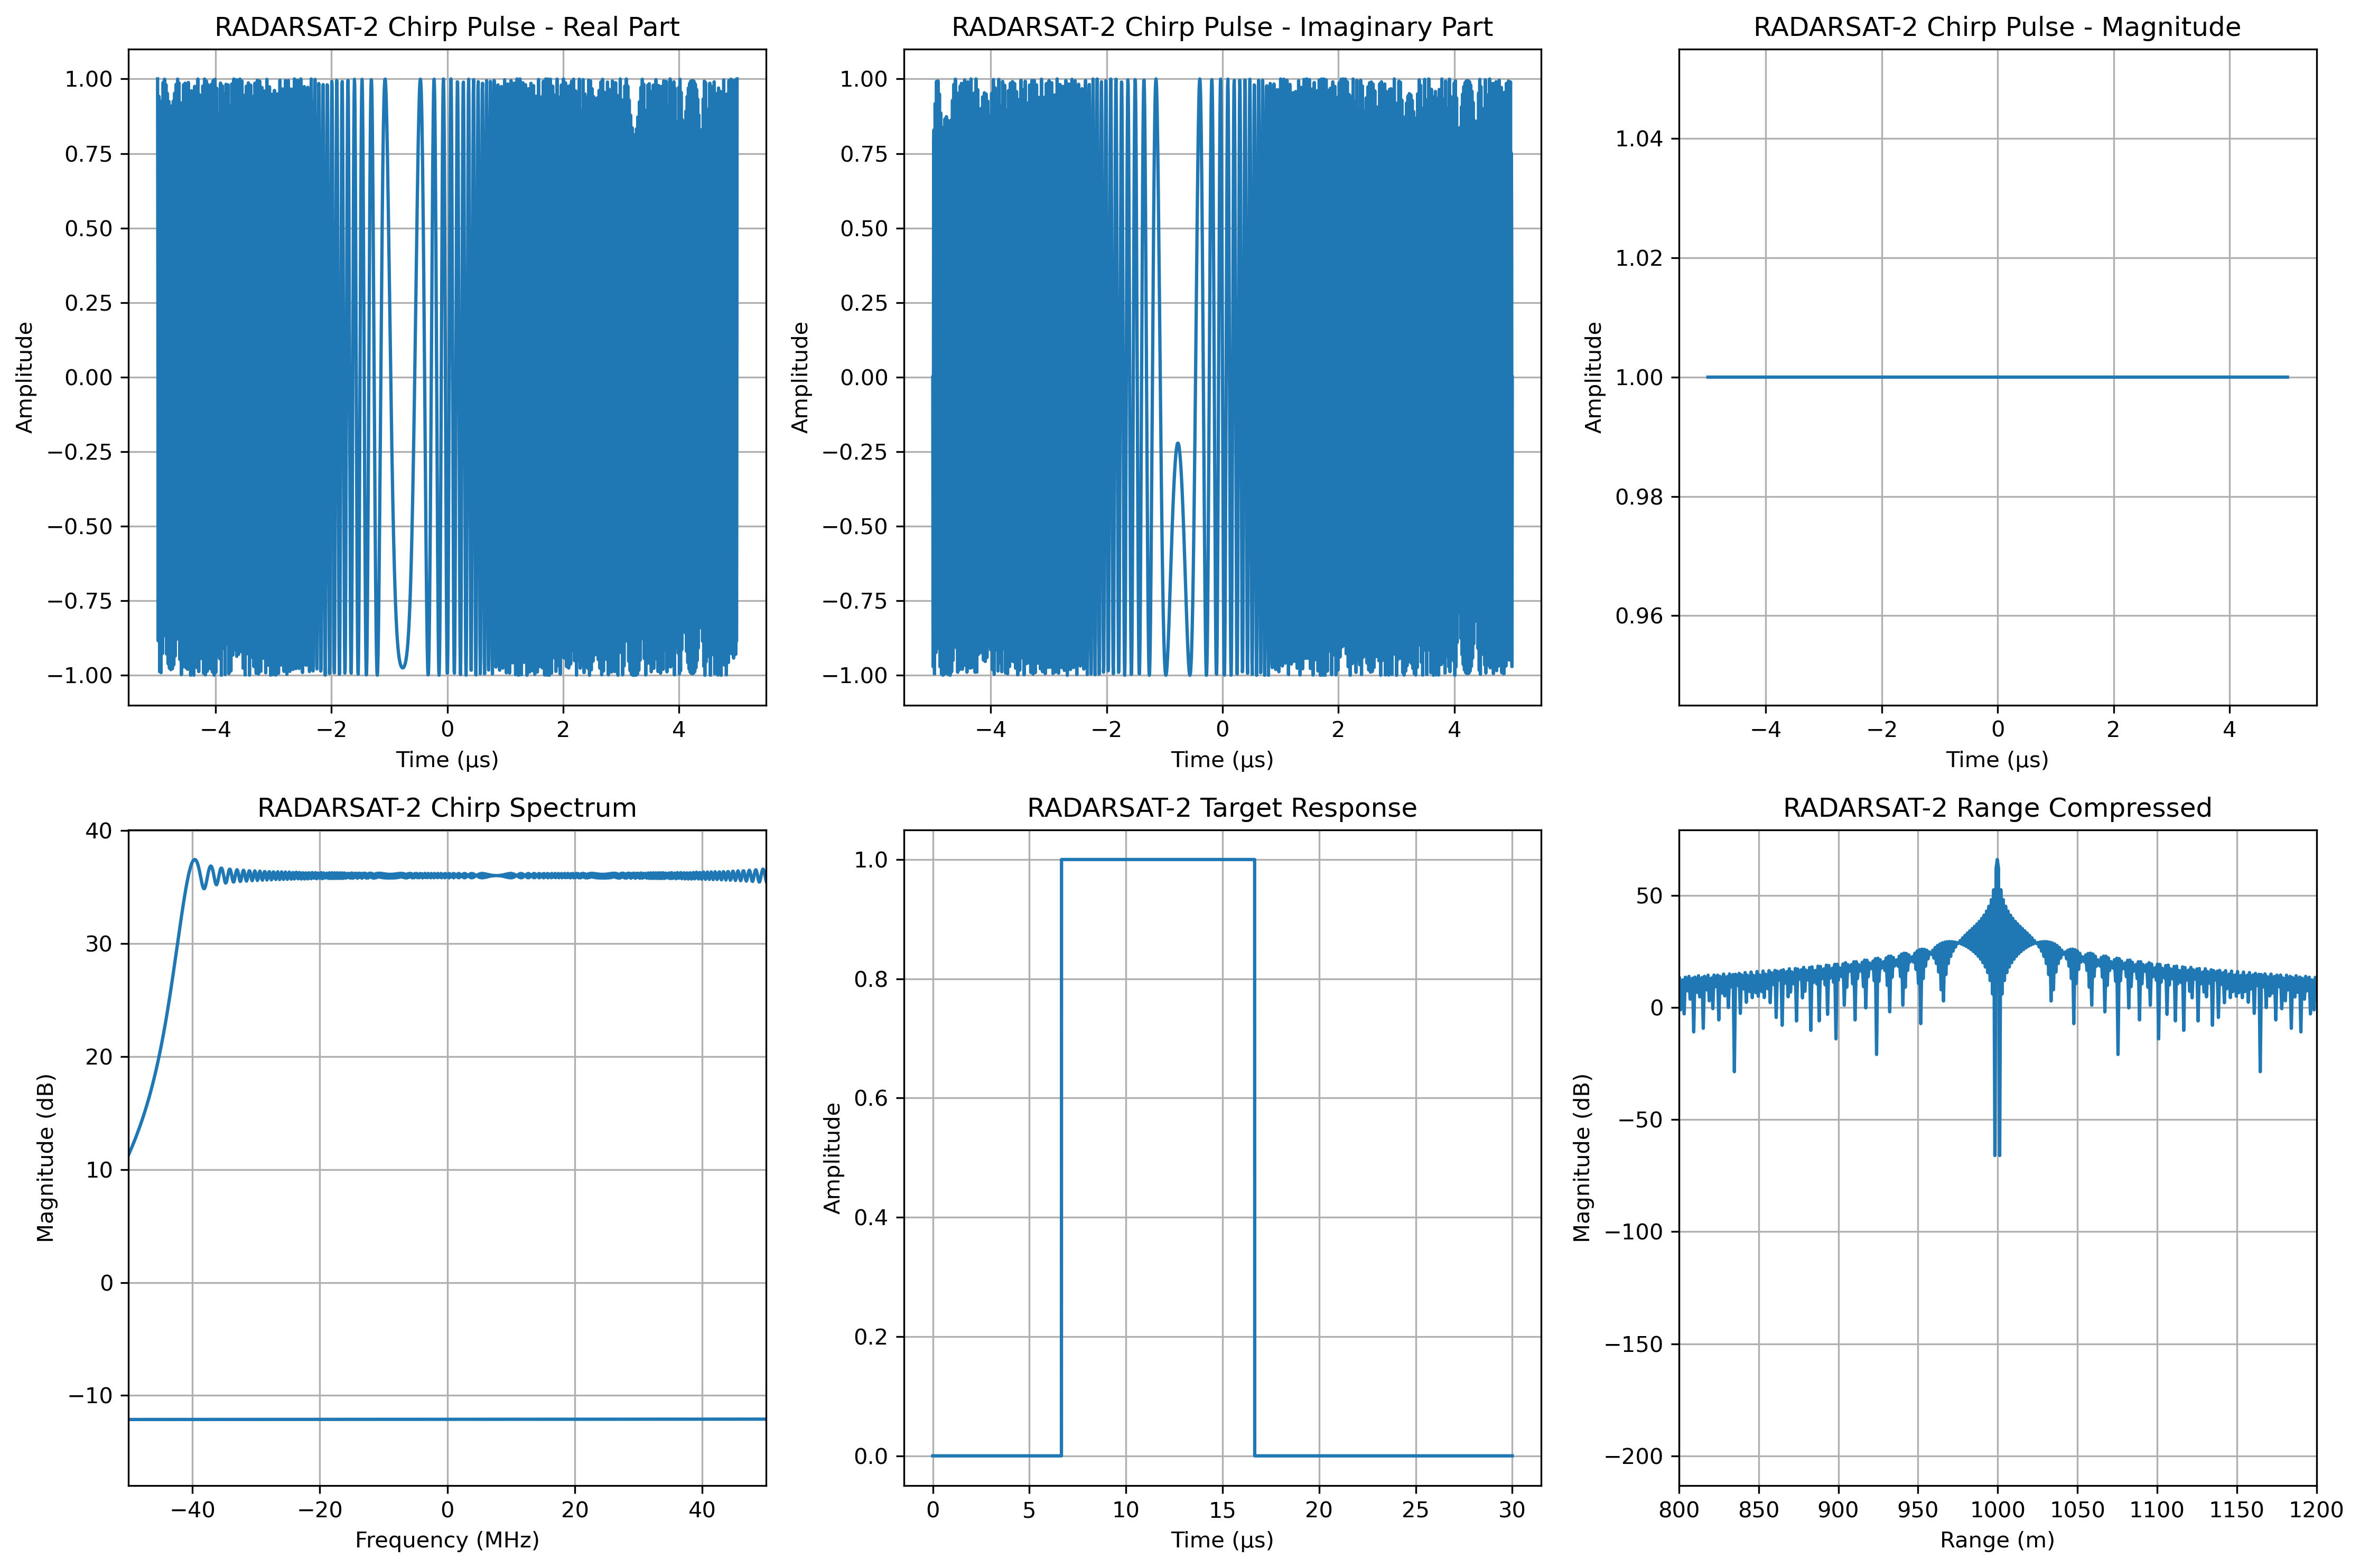 RADARSAT-2 Chirp Pulse - Real Part
1.00
0.75
0.50
0.25
0.00
−0.25
−0.50
−0.75
−1.00
Amplitude
−4 −2 0 2 4
Time (µs)
RADARSAT-2 Chirp Pulse - Imaginary Part
1.00
0.75
0.50
0.25
0.00
−0.25
−0.50
−0.75
−1.00
Amplitude
−4 −2 0 2 4
Time (µs)
RADARSAT-2 Chirp Pulse - Magnitude
1.04
1.02
1.00
0.98
0.96
Amplitude
−4 −2 0 2 4
Time (µs)
RADARSAT-2 Chirp Spectrum
40
30
20
10
0
−10
Magnitude (dB)
−40 −20 0 20 40
Frequency (MHz)
RADARSAT-2 Target Response
1.0
0.8
0.6
0.4
0.2
0.0
Amplitude
0 5 10 15 20 25 30
Time (µs)
RADARSAT-2 Range Compressed
50
0
−50
−100
−150
−200
Magnitude (dB)
800 850 900 950 1000 1050 1100 1150 1200
Range (m)